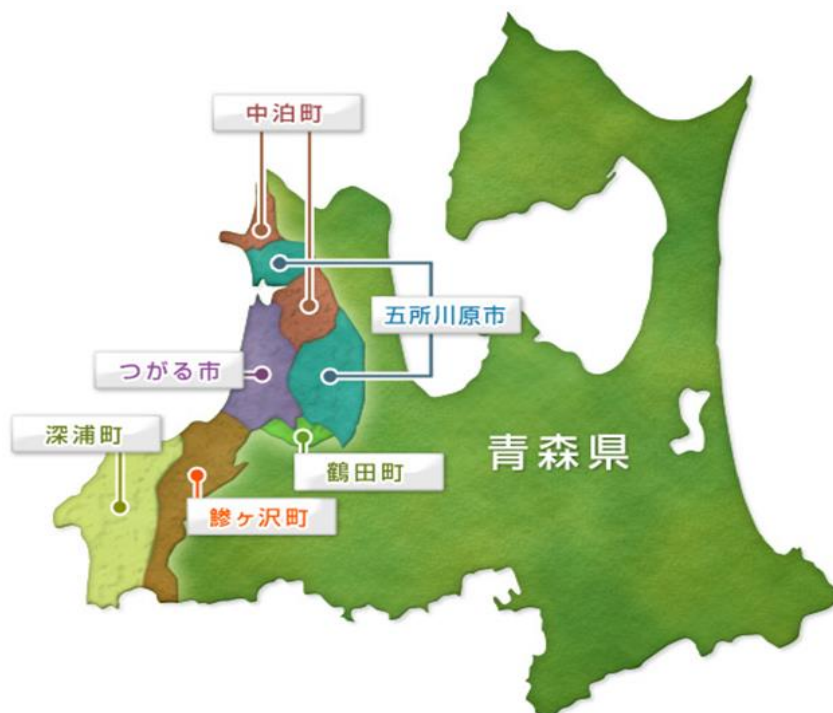 中泊町
五所川原市
つがる市
深浦町
鶴田町
青森県
鰺ヶ沢町